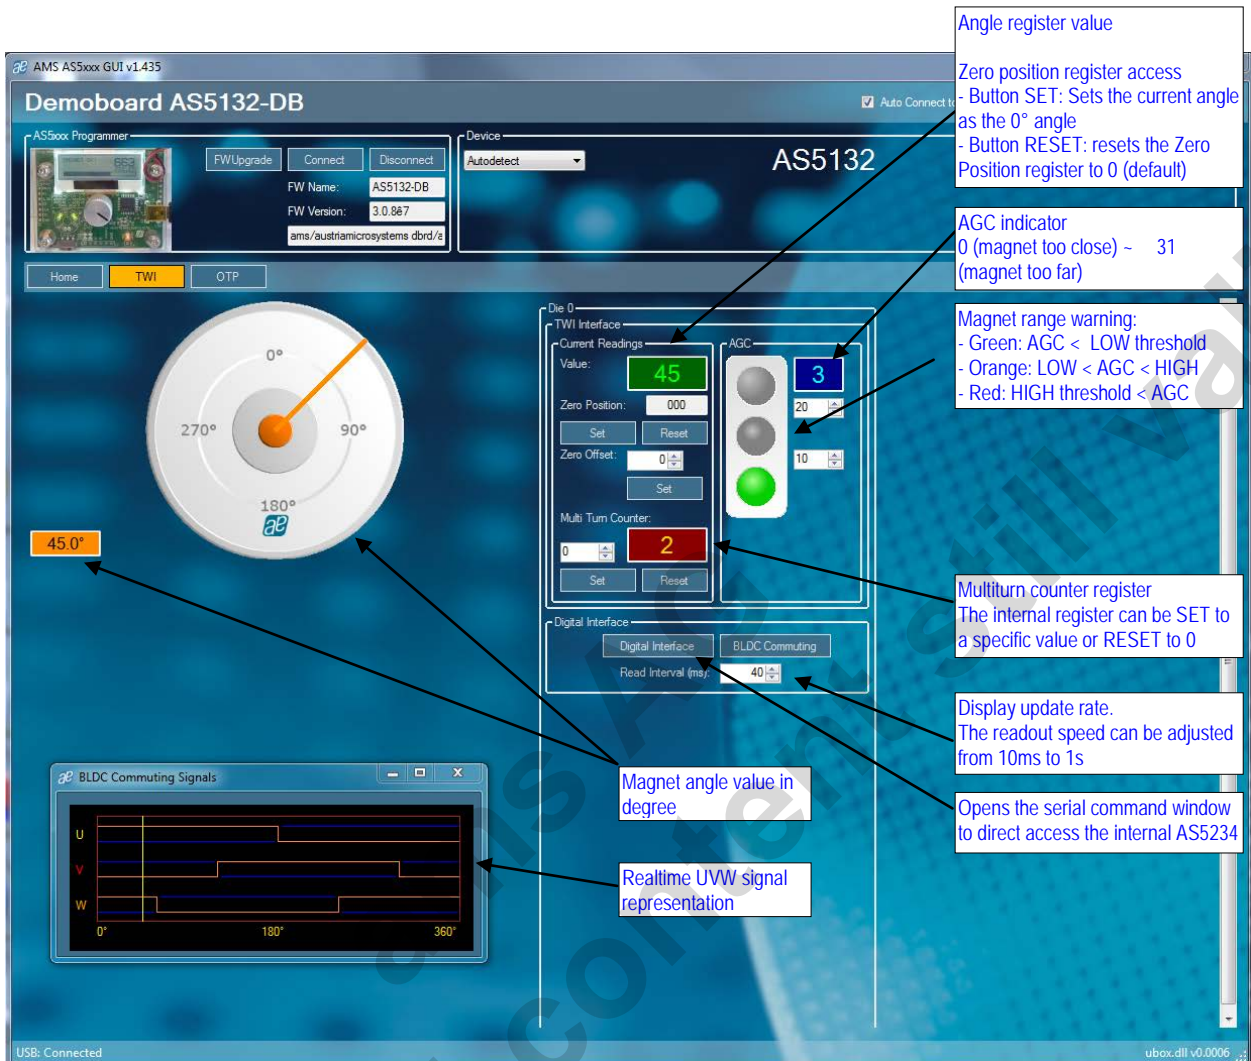 Angle register value
Zero position register access
- Button SET: Sets the current angle
as the 0° angle
- Button RESET: resets the Zero
Position register to 0 (default)
AMS AS5xxx GUI v1.435
Demoboard AS5132-DB
Auto Connect to
AS5xxx Programmer
FW Upgrade
Connect
Disconnect
FW Name:
AS5132-DB
FW Version:
ams/austriamicrosystems dbrd/a
Device
Autodetect
AS5132
AGC indicator
0 (magnet too close) ~ 31
(magnet too far)
Home
TWI
OTP
Magnet range warning:
- Green: AGC < LOW threshold
- Orange: LOW < AGC < HIGH
- Red: HIGH threshold < AGC
0°
90°
180°
270°
45.0°
Die 0
TWI Interface
Current Readings
Value:
45
Zero Position:
000
Set
Reset
Zero Offset:
0
Set
Multi Turn Counter:
0
2
Set
Reset
AGC
3
20
10
Multiturn counter register
The internal register can be SET to
a specific value or RESET to 0
Digital Interface
Digital Interface
BLDC Commuting
Read Interval (ms):
40
Display update rate.
The readout speed can be adjusted
from 10ms to 1s
Magnet angle value in
degree
Opens the serial command window
to direct access the internal AS5234
BLDC Commuting Signals
U
V
W
0°
180°
360°
Realtime UVW signal
representation
USB: Connected
ubox.dll v0.0006
ams AG
content still